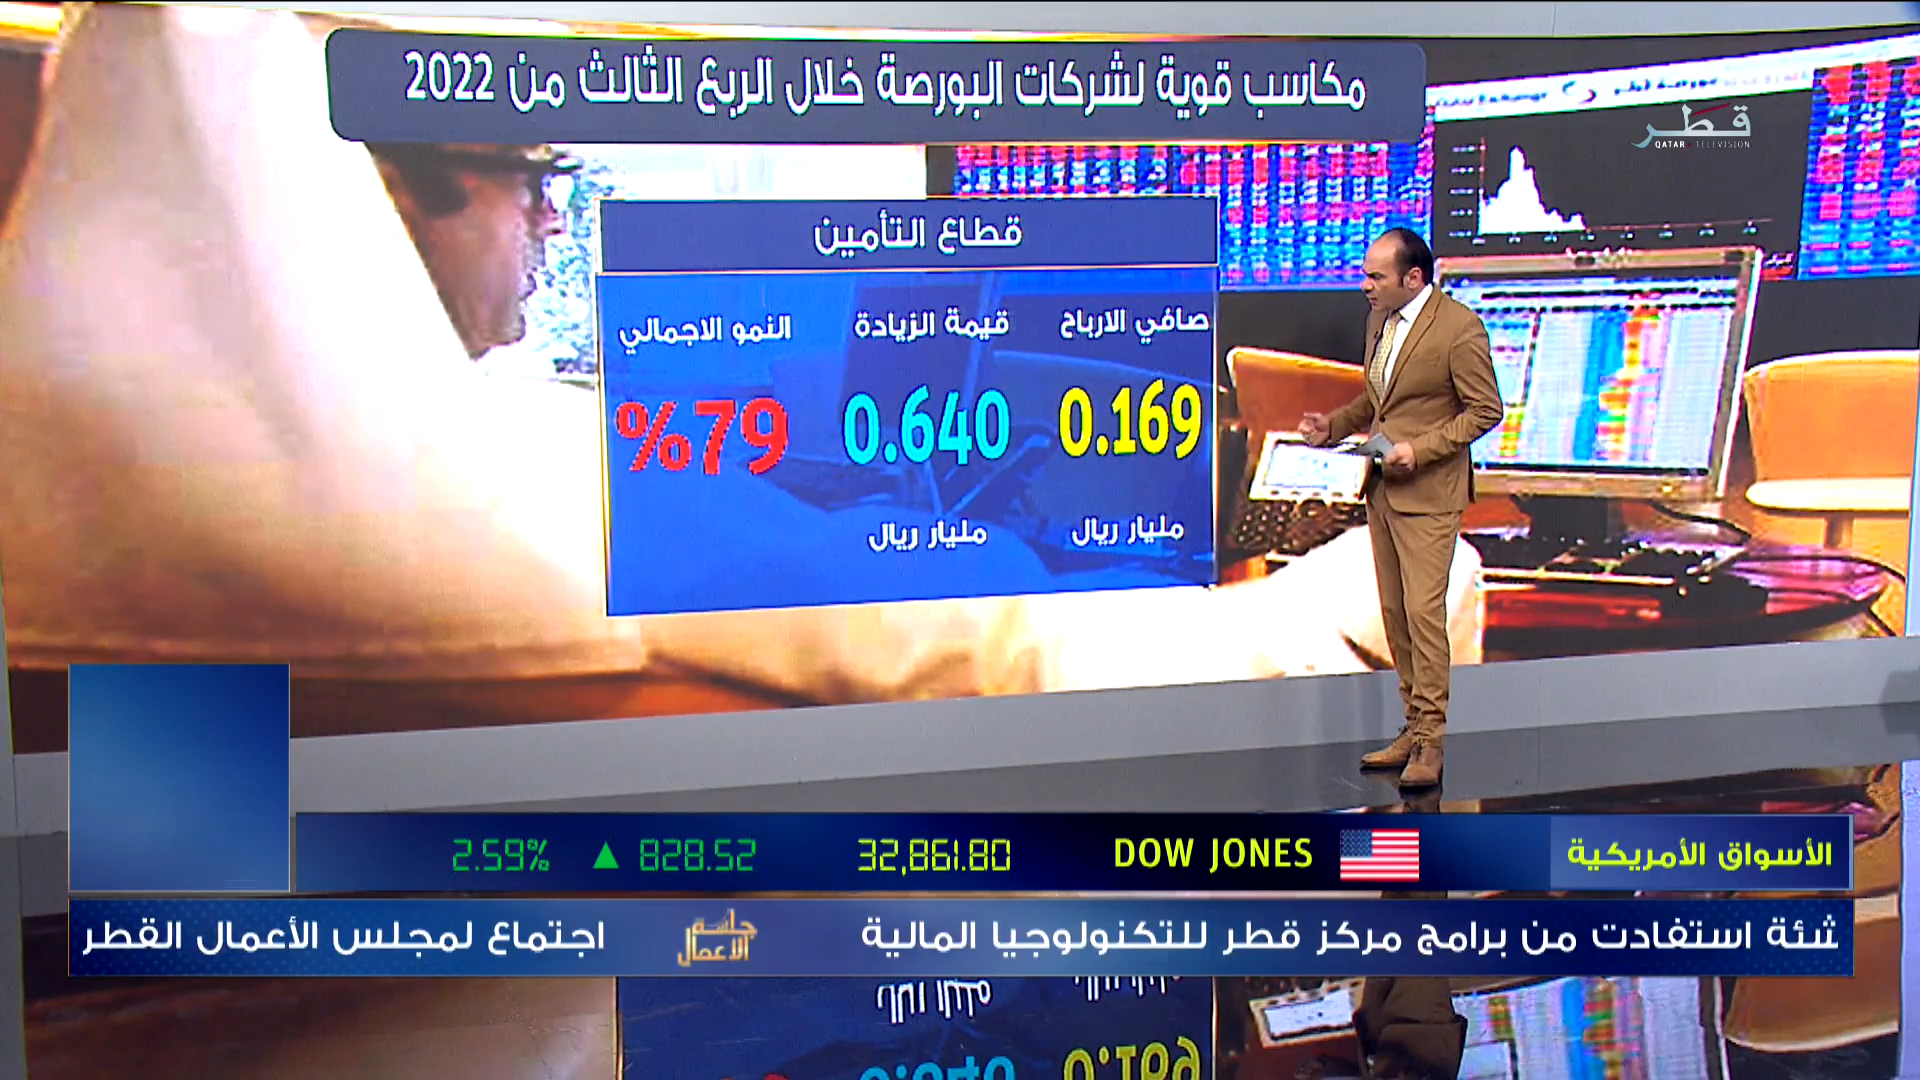 مكاسب قوية لشركات البورصة خلال الربع الثالث من 2022
قطر
QATAR TELEVISION
قطاع التأمين
صافي الارباح
قيمة الزيادة
النمو الاجمالي
0.169
0.640
%79
مليار ريال
مليار ريال
الأسواق الأمريكية
DOW JONES
32,861.80
828.52 ▲ 2.59%
شئة استفادت من برامج مركز قطر للتكنولوجيا المالية
جلسة الأعمال
اجتماع لمجلس الأعمال القطر